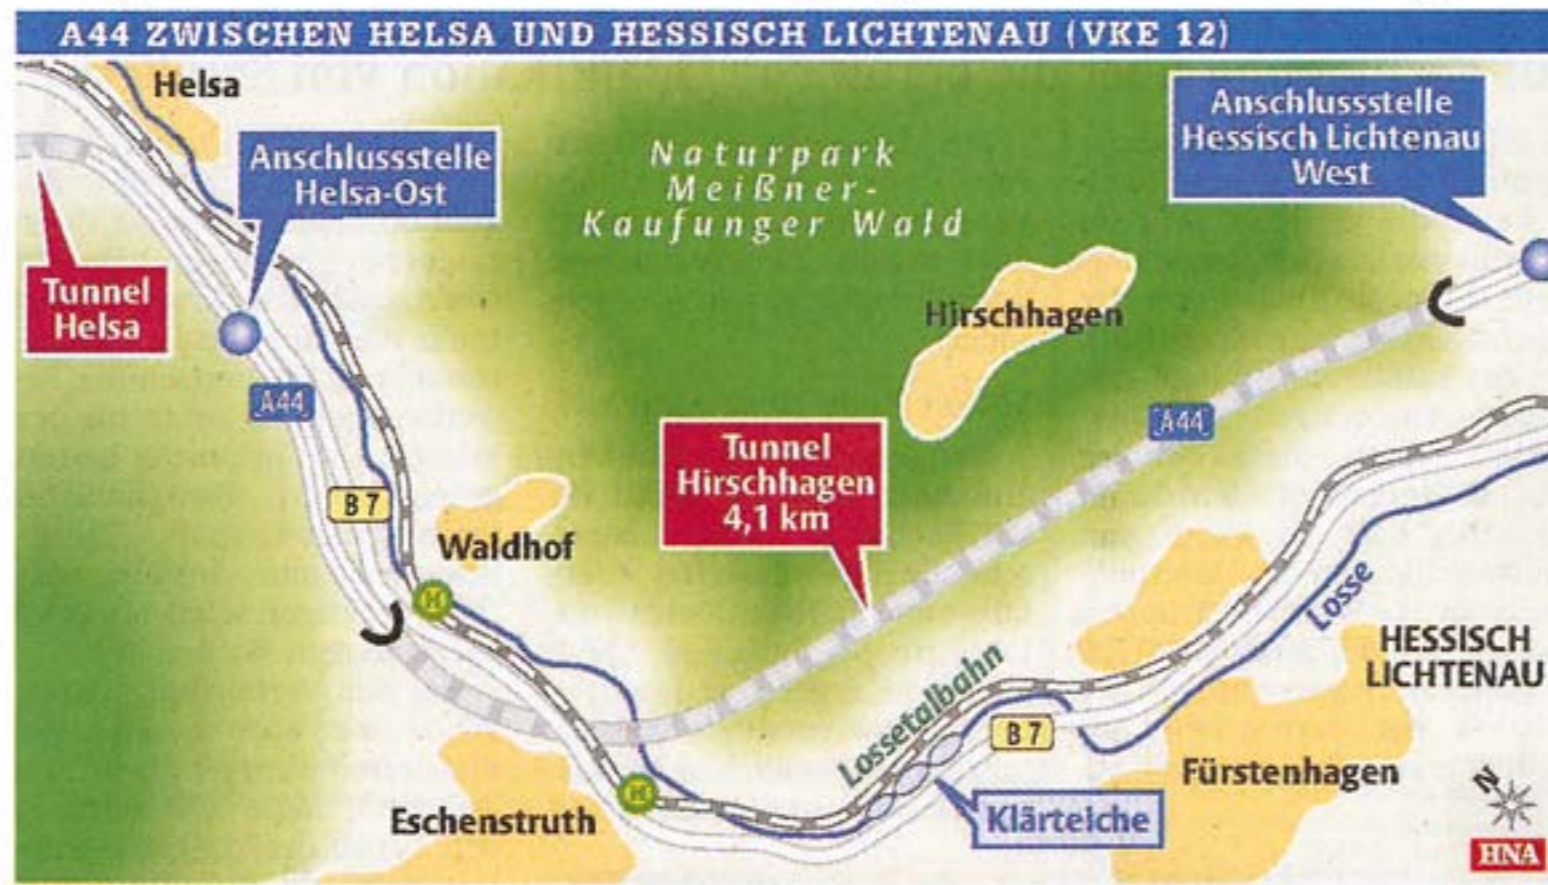 A44 ZWISCHEN HELSA UND HESSISCH LICHTENAU (VKE 12)
Helsa
Anschlussstelle
Helsa-Ost
Naturpark
Meißner-
Kaufunger Wald
Anschlussstelle
Hessisch Lichtenau
West
Tunnel
Helsa
Hirschhagen
A44
A44
Tunnel
Hirschhagen
4,1 km
B 7
Waldhof
H
Losse
HESSISCH
LICHTENAU
Lossetalbahn
B 7
Fürstenhagen
H
Eschenstruth
Klärteiche
N
HNA